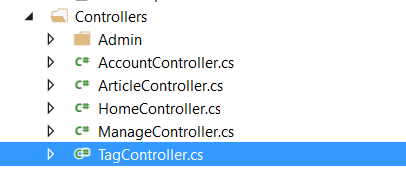 Controllers
Admin
C# AccountController.cs
C# ArticleController.cs
C# HomeController.cs
C# ManageController.cs
C# TagController.cs